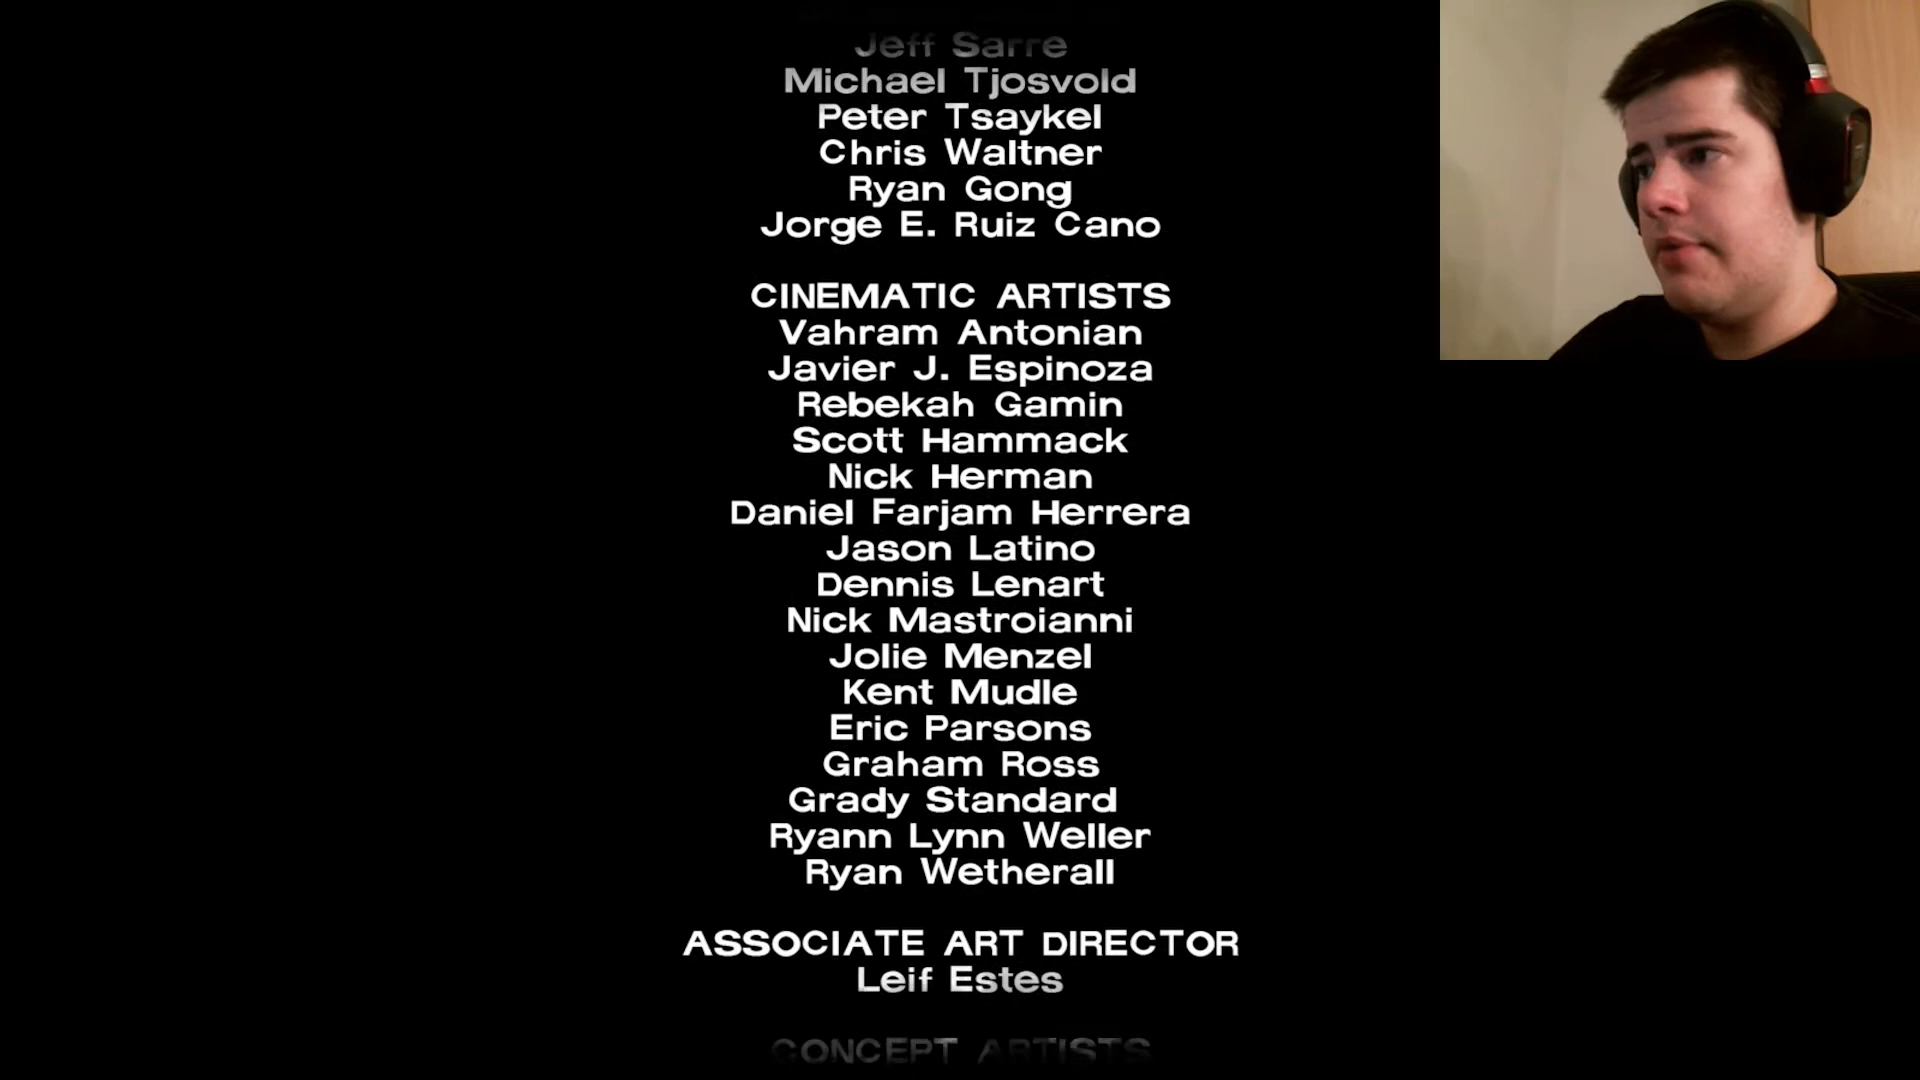 Jeff Sarre
Michael Tjosvold
Peter Tsaykel
Chris Waltner
Ryan Gong
Jorge E. Ruiz Cano
CINEMATIC ARTISTS
Vahram Antonian
Javier J. Espinoza
Rebekah Gamin
Scott Hammack
Nick Herman
Daniel Farjam Herrera
Jason Latino
Dennis Lenart
Nick Mastroianni
Jolie Menzel
Kent Mudle
Eric Parsons
Graham Ross
Grady Standard
Ryann Lynn Weller
Ryan Wetherall
ASSOCIATE ART DIRECTOR
Leif Estes
CONCEPT ARTISTS